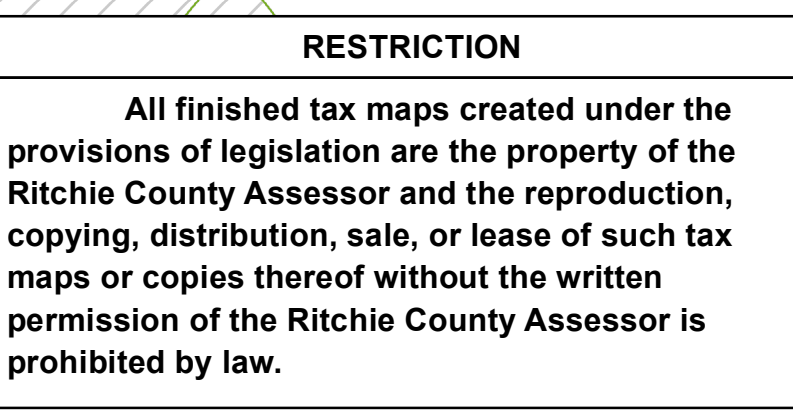 RESTRICTION
All finished tax maps created under the
provisions of legislation are the property of the
Ritchie County Assessor and the reproduction,
copying, distribution, sale, or lease of such tax
maps or copies thereof without the written
permission of the Ritchie County Assessor is
prohibited by law.